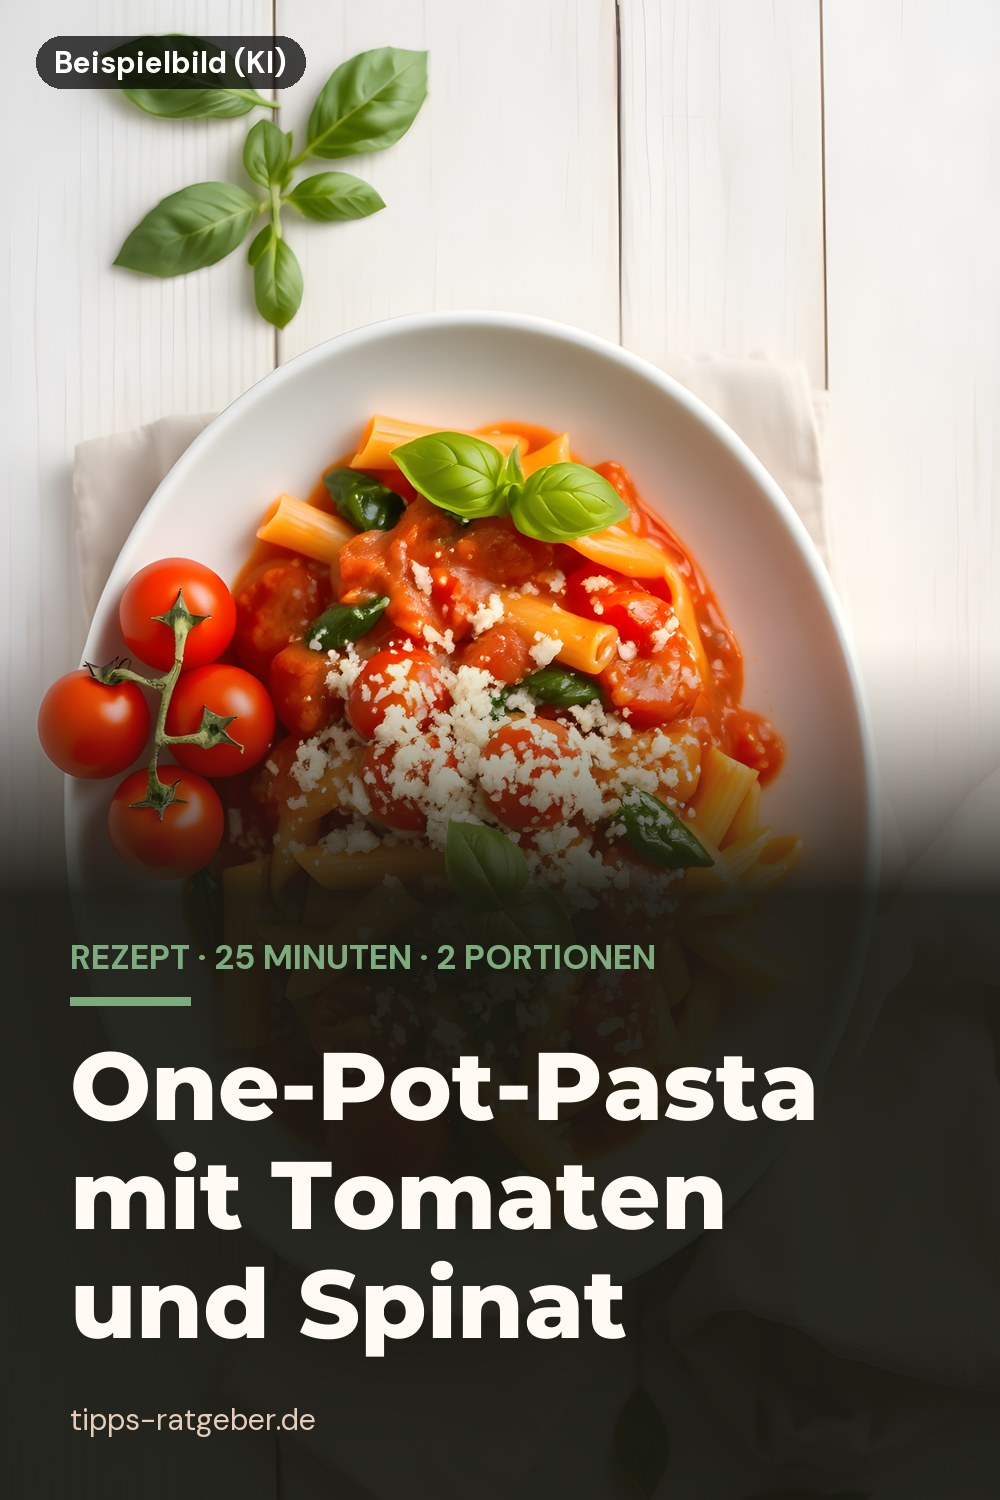 Beispielbild (KI)
REZEPT · 25 MINUTEN · 2 PORTIONEN
One-Pot-Pasta
mit Tomaten
und Spinat
tipps-ratgeber.de